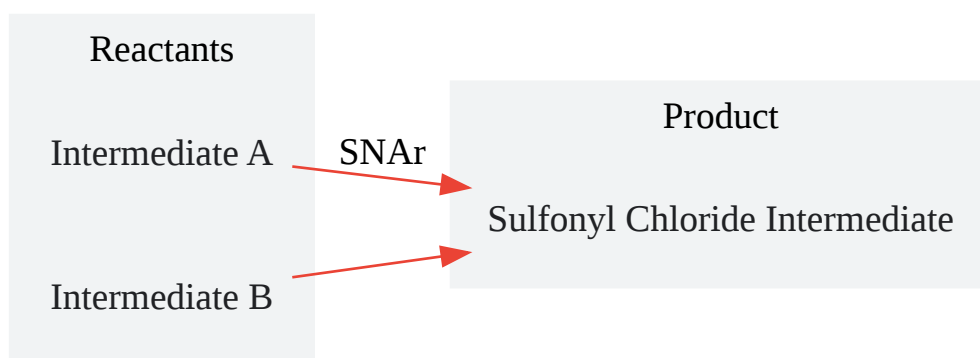 Reactants
Intermediate A
Intermediate B
SNAr
Product
Sulfonyl Chloride Intermediate